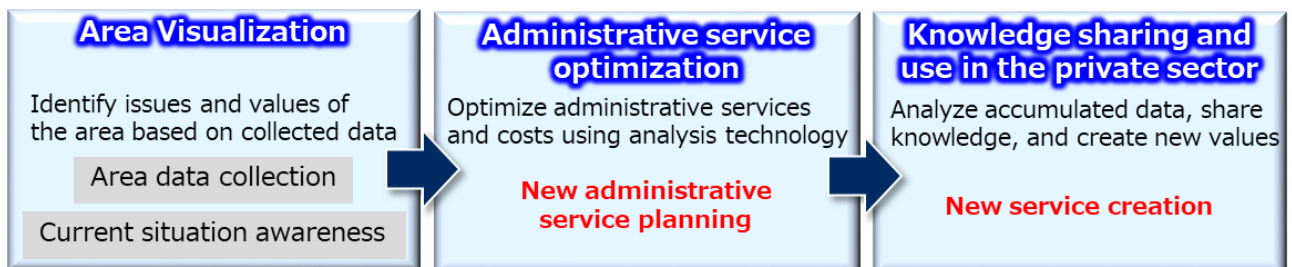 Area Visualization
Identify issues and values of
the area based on collected data
Area data collection
Current situation awareness
Administrative service
optimization
Optimize administrative services
and costs using analysis technology
New administrative
service planning
Knowledge sharing and
use in the private sector
Analyze accumulated data, share
knowledge, and create new values
New service creation